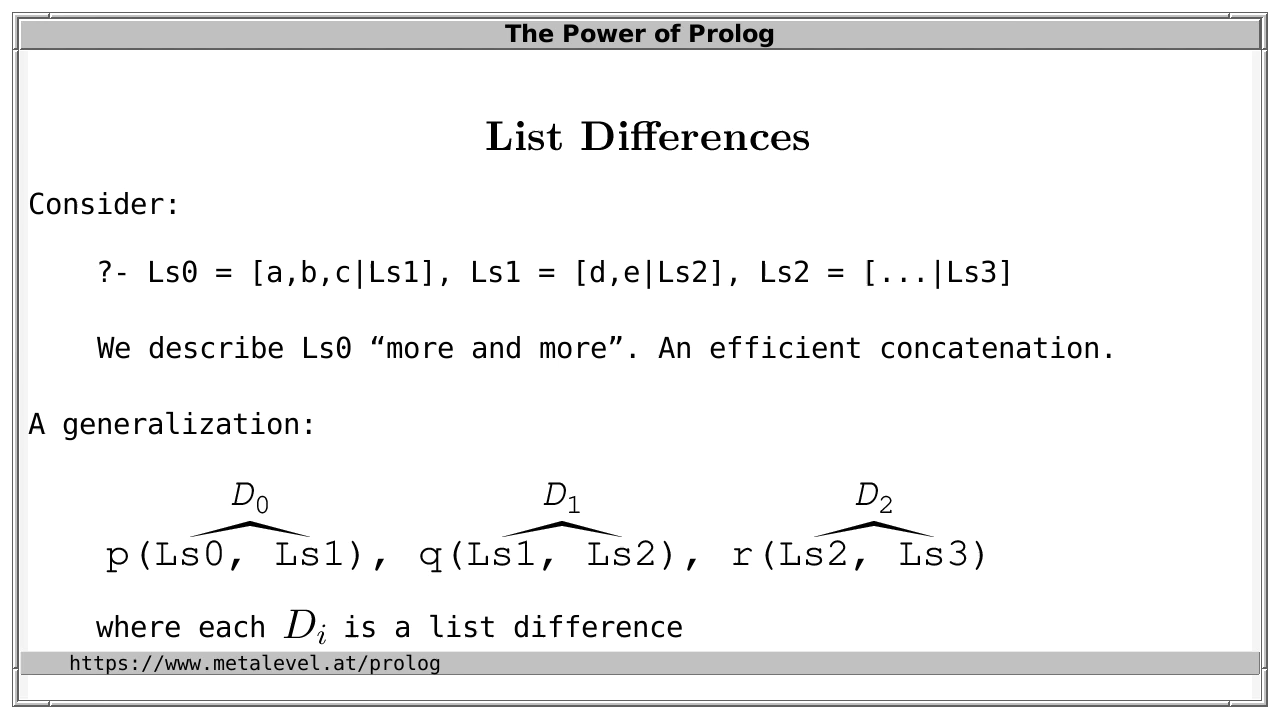 The Power of Prolog
List Differences
Consider:
?- Ls0 = [a,b,c|Ls1], Ls1 = [d,e|Ls2], Ls2 = [...|Ls3]
We describe Ls0 “more and more”. An efficient concatenation.
A generalization:
D₀ D₁ D₂
p(Ls0, Ls1), q(Ls1, Ls2), r(Ls2, Ls3)
where each Dᵢ is a list difference
https://www.metalevel.at/prolog